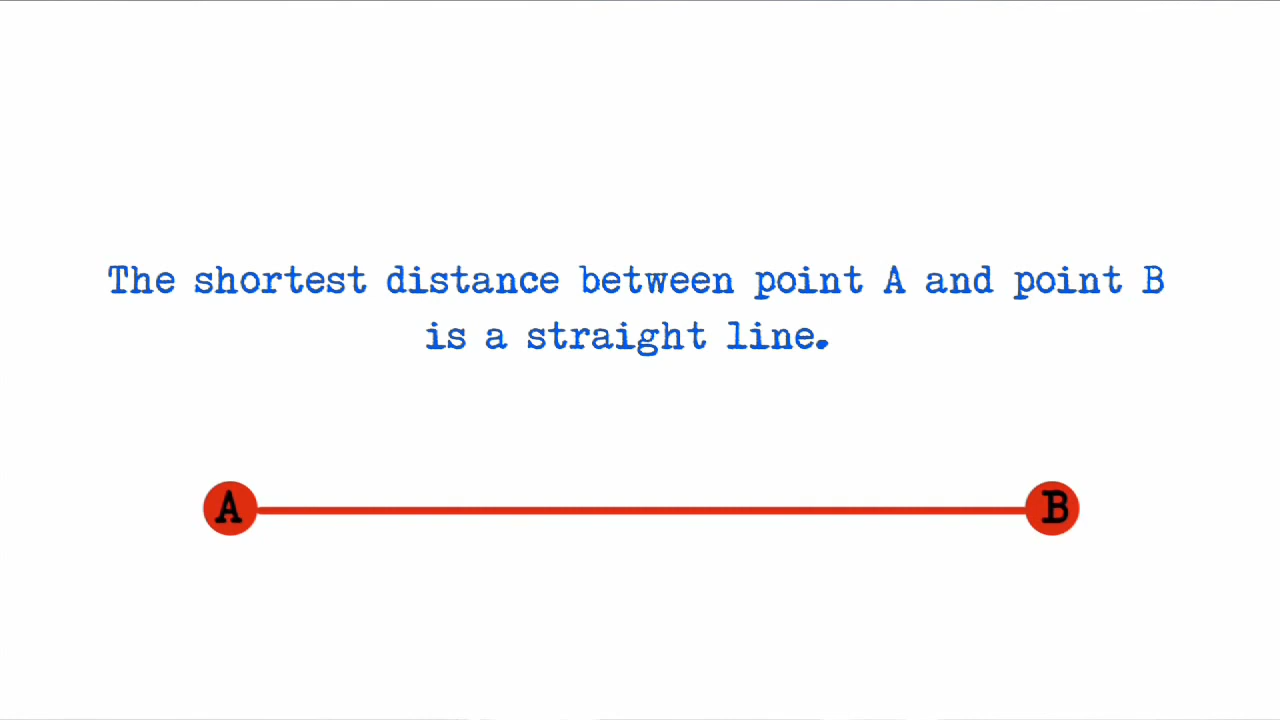 The shortest distance between point A and point B
is a straight line.
A B